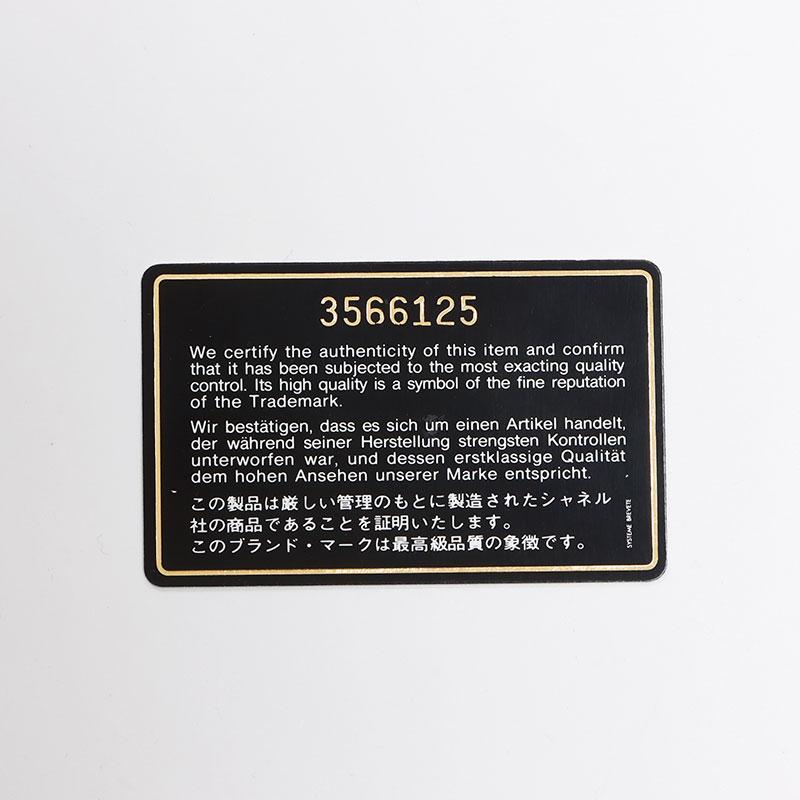 3566125
We certify the authenticity of this item and confirm
that it has been subjected to the most exacting quality
control. Its high quality is a symbol of the fine reputation
of the Trademark.
Wir bestätigen, dass es sich um einen Artikel handelt,
der während seiner Herstellung strengsten Kontrollen
unterworfen war, und dessen erstklassige Qualität
dem hohen Ansehen unserer Marke entspricht.
この製品は厳しい管理のもとに製造されたシャネル
社の商品であることを証明いたします。
このブランド・マークは最高級品質の象徴です。
SYSTEME BREVETE